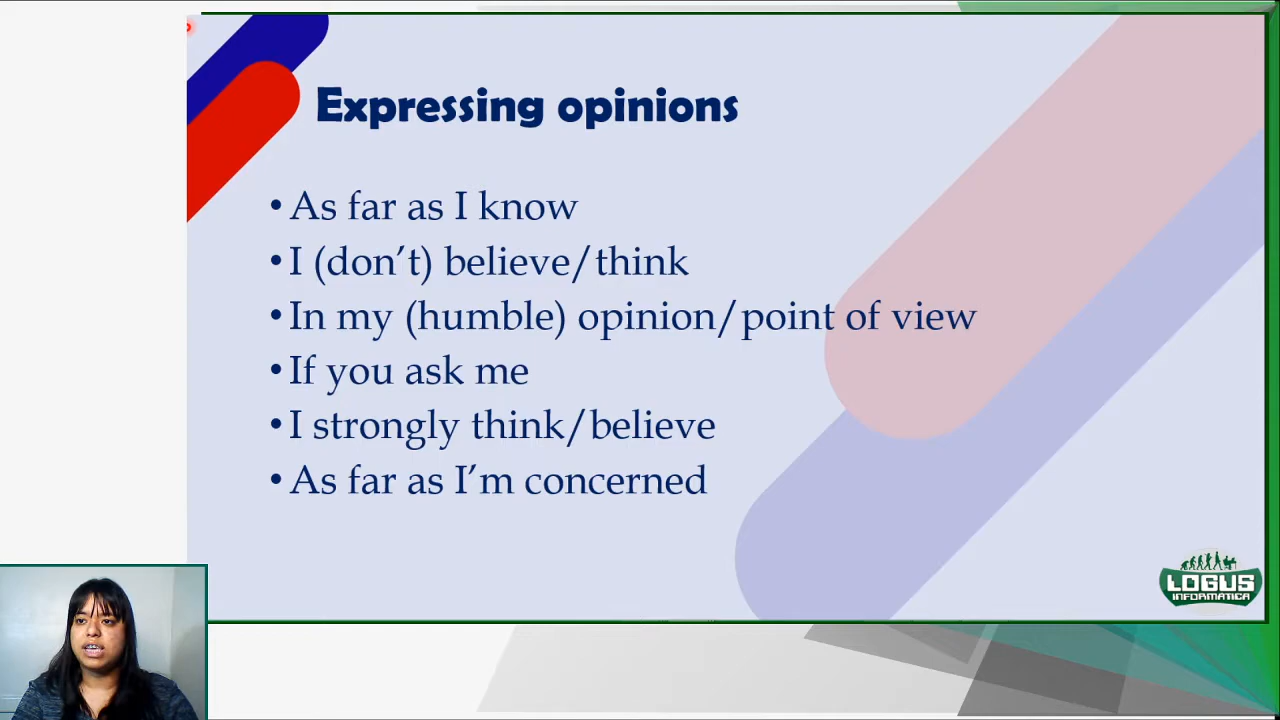 Expressing opinions
•As far as I know
•I (don’t) believe/think
•In my (humble) opinion/point of view
•If you ask me
•I strongly think/believe
•As far as I’m concerned
LOGUS
INFORMATICA